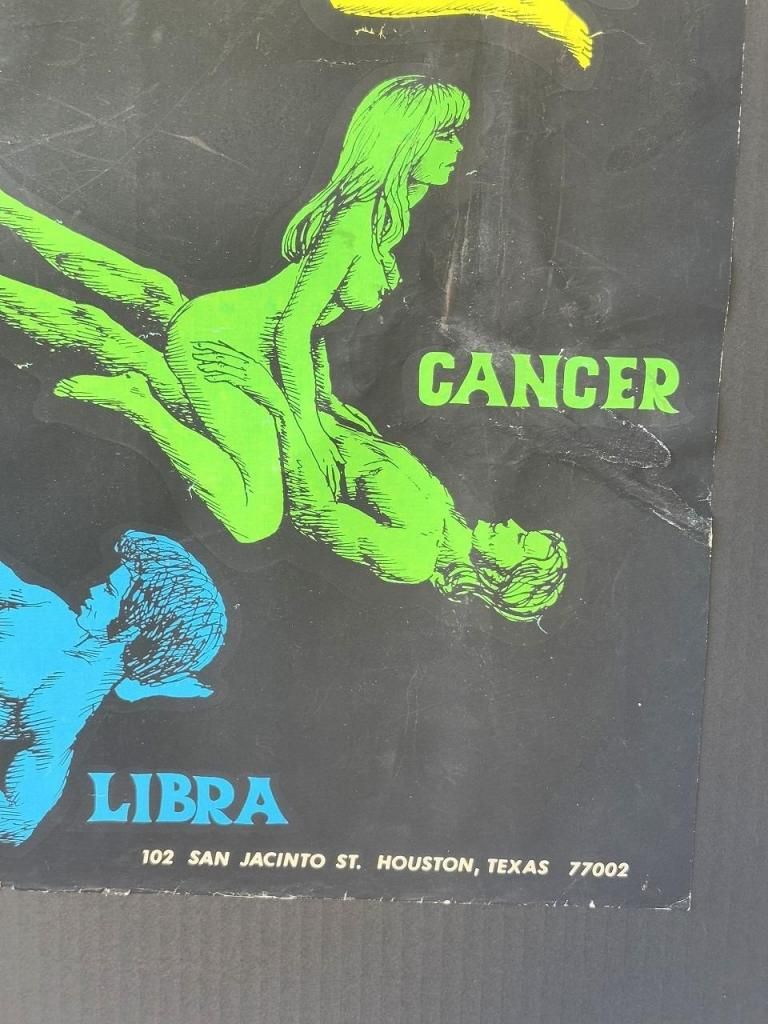 CANCER
LIBRA
102 SAN JACINTO ST. HOUSTON, TEXAS 77002